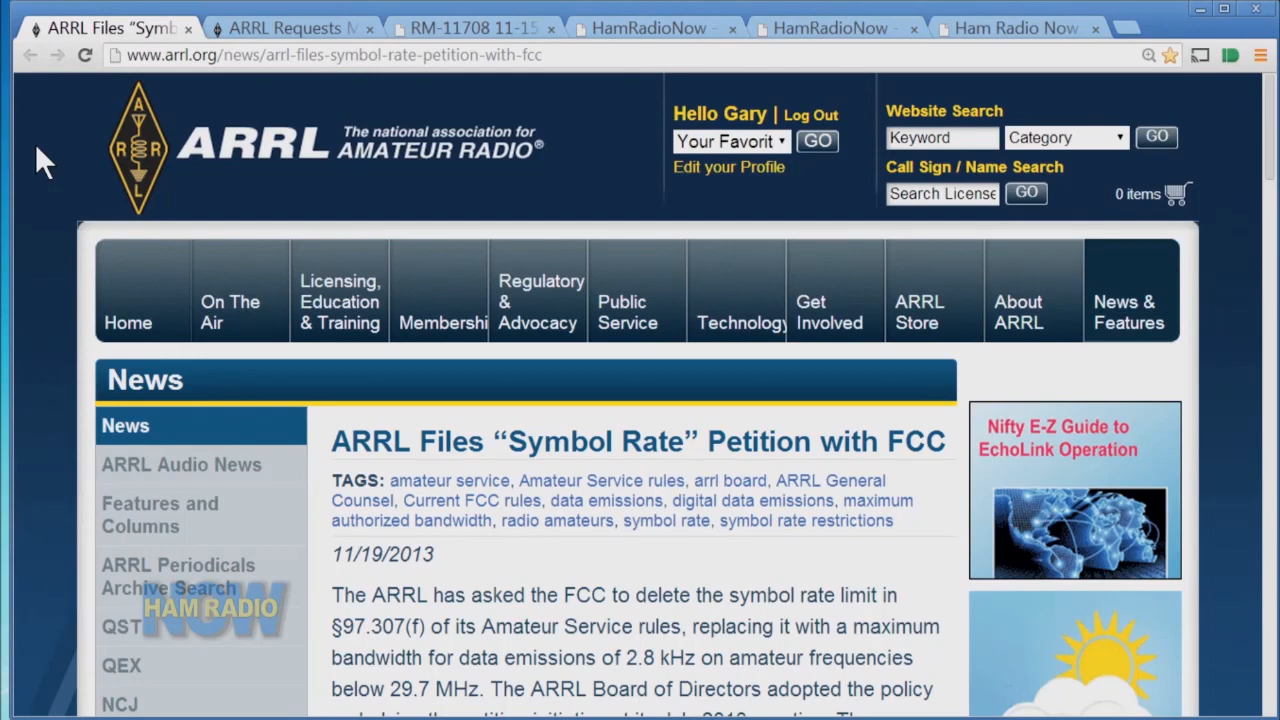 ARRL Files “Symb
ARRL Requests M
RM-11708 11-15
HamRadioNow -
HamRadioNow -
Ham Radio Now
www.arrl.org/news/arrl-files-symbol-rate-petition-with-fcc
A
R R
L
ARRL
The national association for
AMATEUR RADIO®
Hello Gary | Log Out
Your Favorit GO
Edit your Profile
Website Search
Keyword Category GO
Call Sign / Name Search
Search License GO
0 items
Home
On The
Air
Licensing,
Education
& Training
Membershi
Regulatory
&
Advocacy
Public
Service
Technology
Get
Involved
ARRL
Store
About
ARRL
News &
Features
News
News
ARRL Audio News
Features and
Columns
ARRL Periodicals
Archive Search
QST
QEX
NCJ
NOW
HAM RADIO
ARRL Files “Symbol Rate” Petition with FCC
TAGS: amateur service, Amateur Service rules, arrl board, ARRL General
Counsel, Current FCC rules, data emissions, digital data emissions, maximum
authorized bandwidth, radio amateurs, symbol rate, symbol rate restrictions
11/19/2013
The ARRL has asked the FCC to delete the symbol rate limit in
§97.307(f) of its Amateur Service rules, replacing it with a maximum
bandwidth for data emissions of 2.8 kHz on amateur frequencies
below 29.7 MHz. The ARRL Board of Directors adopted the policy
Nifty E-Z Guide to
EchoLink Operation